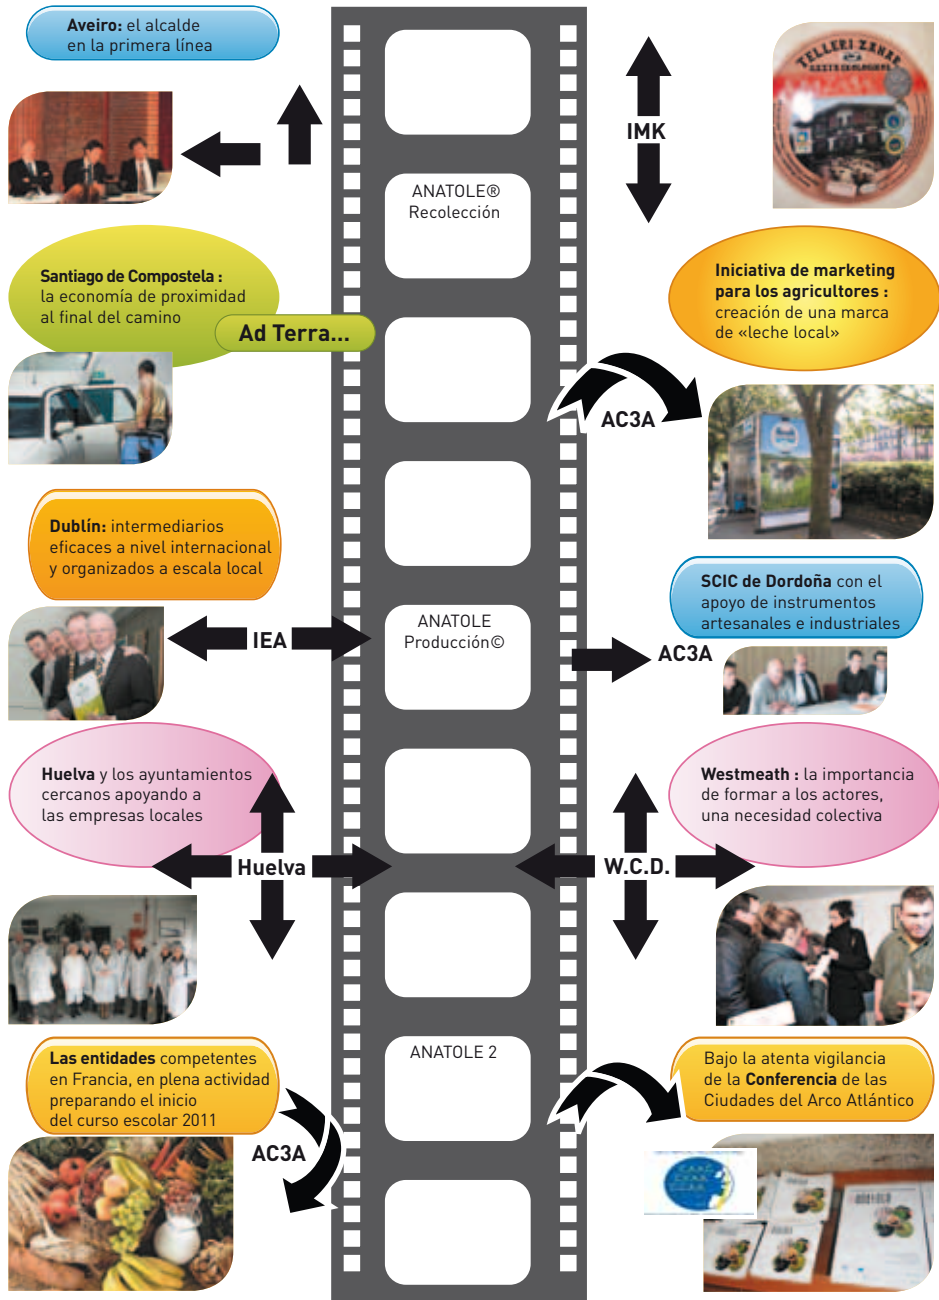 Aveiro: el alcalde
en la primera línea
IMK
TELLERI ZAHAR
ANATOLE®
Recolección
Santiago de Compostela :
la economía de proximidad
al final del camino
Ad Terra...
Iniciativa de marketing
para los agricultores :
creación de una marca
de «leche local»
AC3A
Dublín: intermediarios
eficaces a nivel internacional
y organizados a escala local
IEA
ANATOLE
Producción©
SCIC de Dordoña con el
apoyo de instrumentos
artesanales e industriales
AC3A
Huelva y los ayuntamientos
cercanos apoyando a
las empresas locales
Huelva
Westmeath : la importancia
de formar a los actores,
una necesidad colectiva
W.C.D.
Las entidades competentes
en Francia, en plena actividad
preparando el inicio
del curso escolar 2011
AC3A
ANATOLE 2
Bajo la atenta vigilancia
de la Conferencia de las
Ciudades del Arco Atlántico